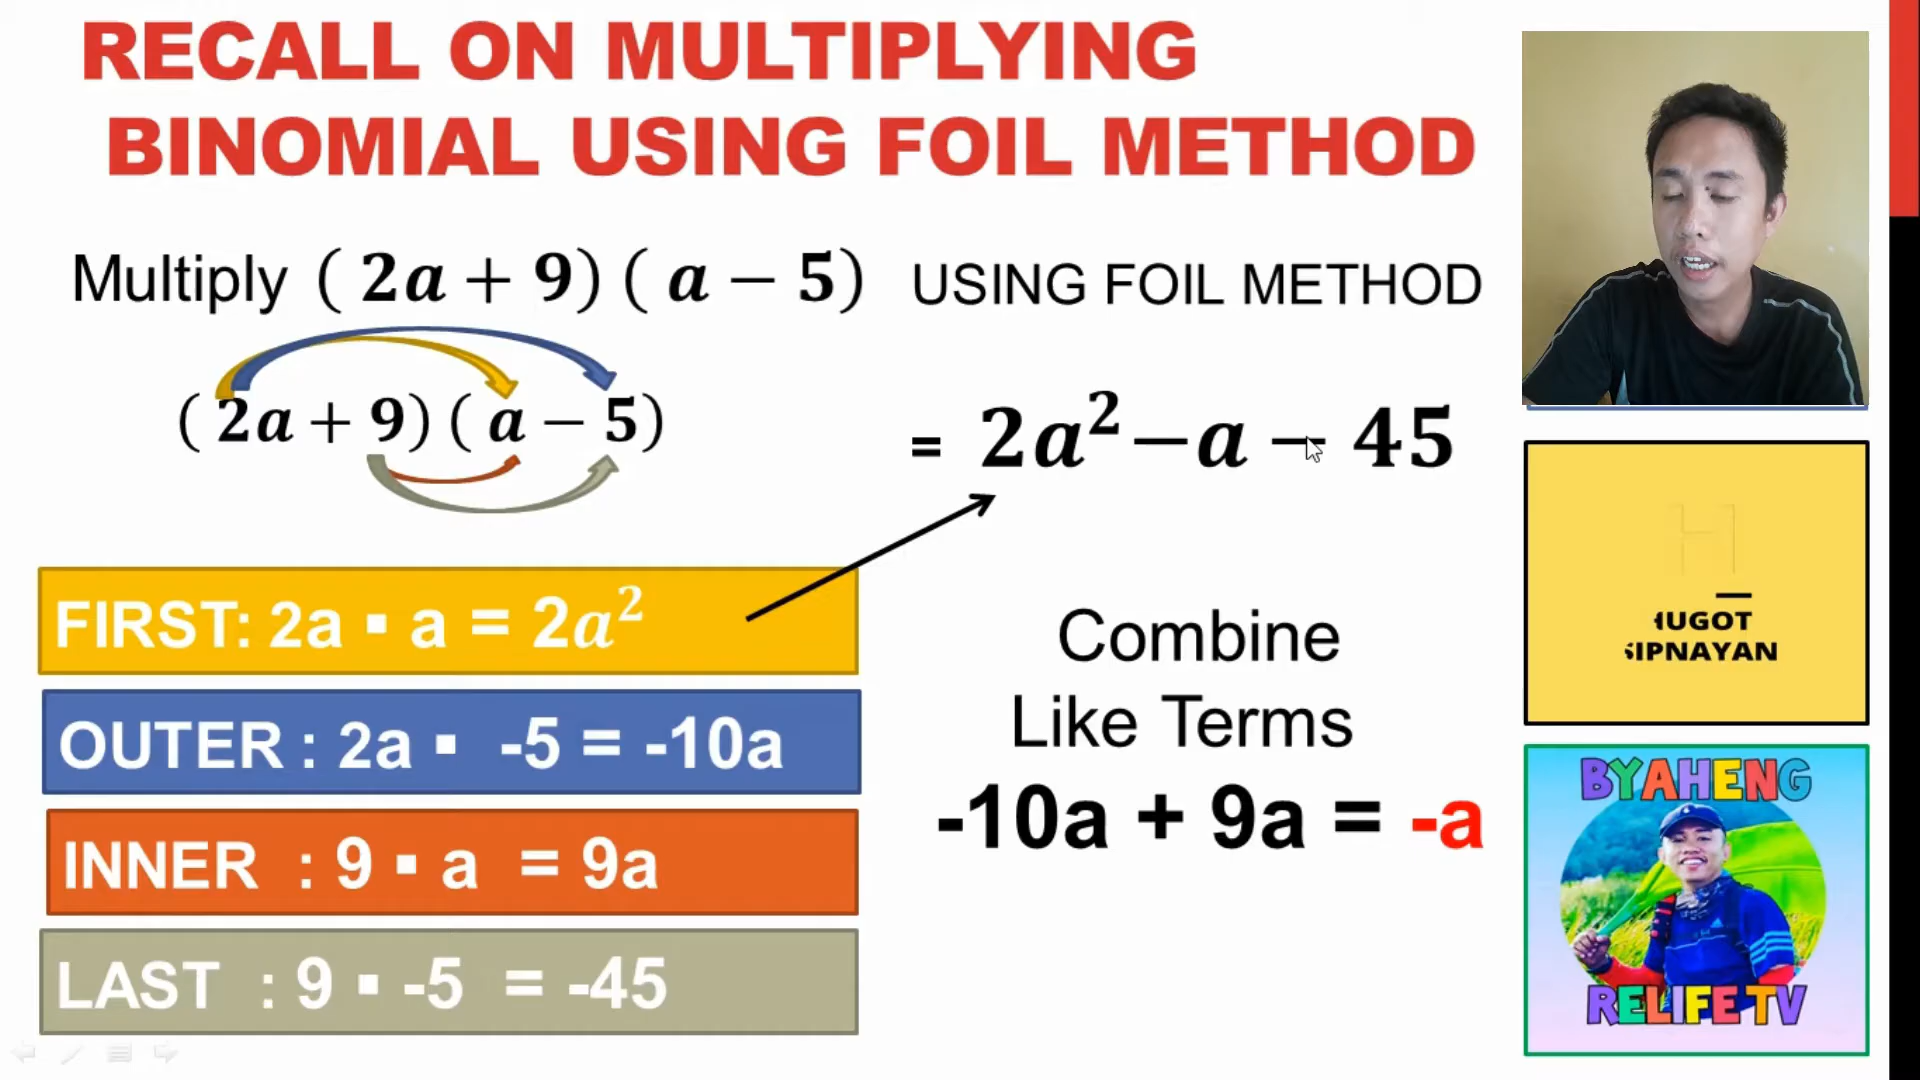 RECALL ON MULTIPLYING
BINOMIAL USING FOIL METHOD
Multiply ( 2a + 9) ( a − 5) USING FOIL METHOD
( 2a + 9) ( a − 5)
= 2a² − a − 45
FIRST: 2a ▪ a = 2a²
OUTER : 2a ▪ -5 = -10a
INNER : 9 ▪ a = 9a
LAST : 9 ▪ -5 = -45
Combine
Like Terms
-10a + 9a = -a
H
HUGOT
SIPNAYAN
BYAHENG
RELIFE TV